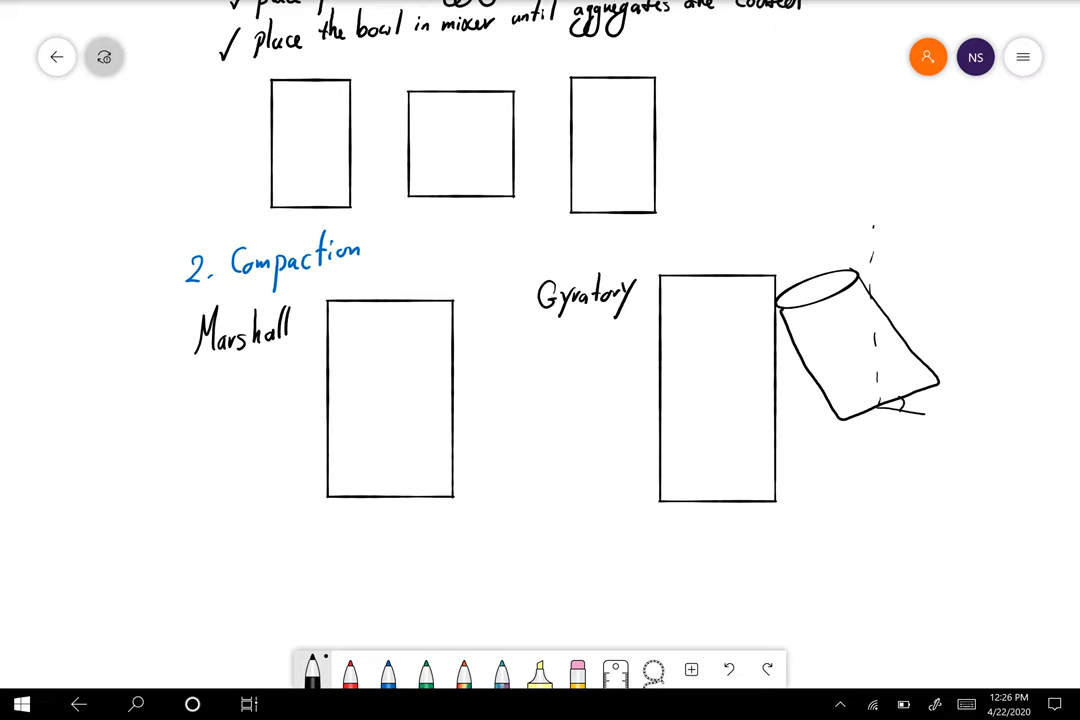 ✓ place
✓ place the bowl in mixer until aggregates are coated
NS
2. Compaction
Marshall
Gyratory
12:26 PM
4/22/2020